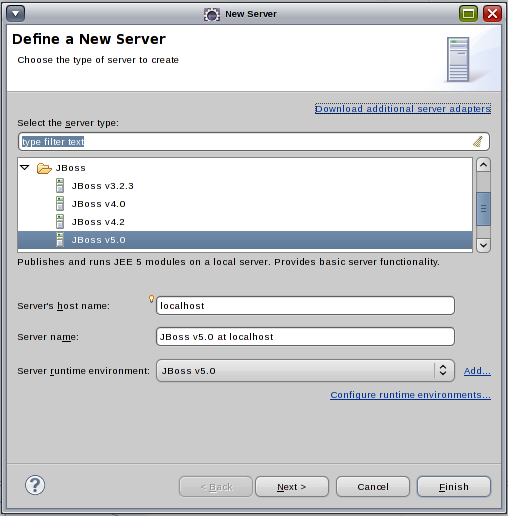 New Server
Define a New Server
Choose the type of server to create
Download additional server adapters
Select the server type:
type filter text
JBoss
JBoss v3.2.3
JBoss v4.0
JBoss v4.2
JBoss v5.0
Publishes and runs JEE 5 modules on a local server. Provides basic server functionality.
Server's host name: localhost
Server name: JBoss v5.0 at localhost
Server runtime environment: JBoss v5.0 Add...
Configure runtime environments...
? < Back Next > Cancel Finish